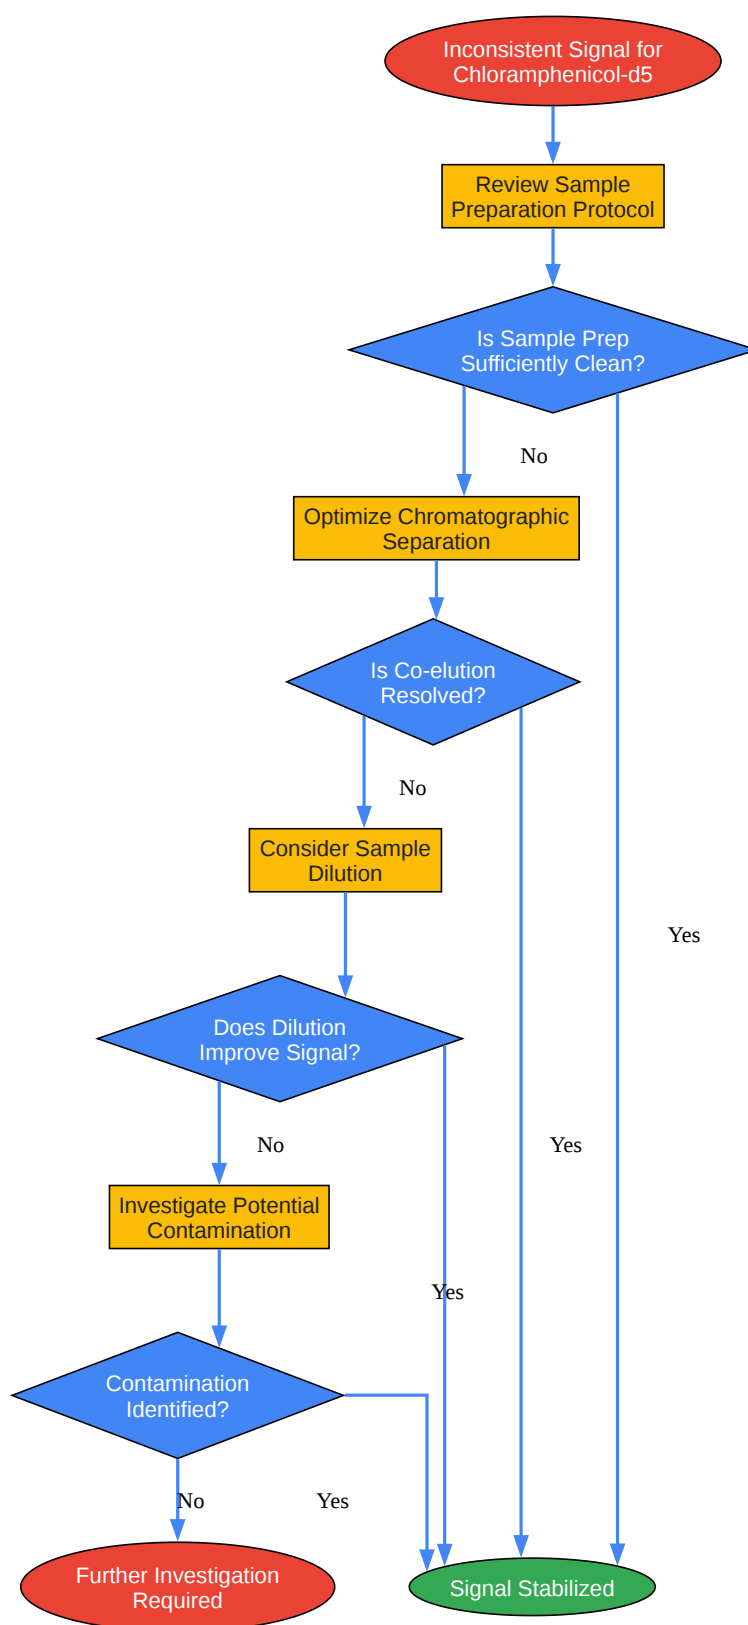 Inconsistent Signal for
Chloramphenicol-d5
Review Sample
Preparation Protocol
Is Sample Prep
Sufficiently Clean?
No
Optimize Chromatographic
Separation
Is Co-elution
Resolved?
No
Consider Sample
Dilution
Yes
Does Dilution
Improve Signal?
No
Yes
Investigate Potential
Contamination
Yes
Contamination
Identified?
No
Yes
Further Investigation
Required
Signal Stabilized